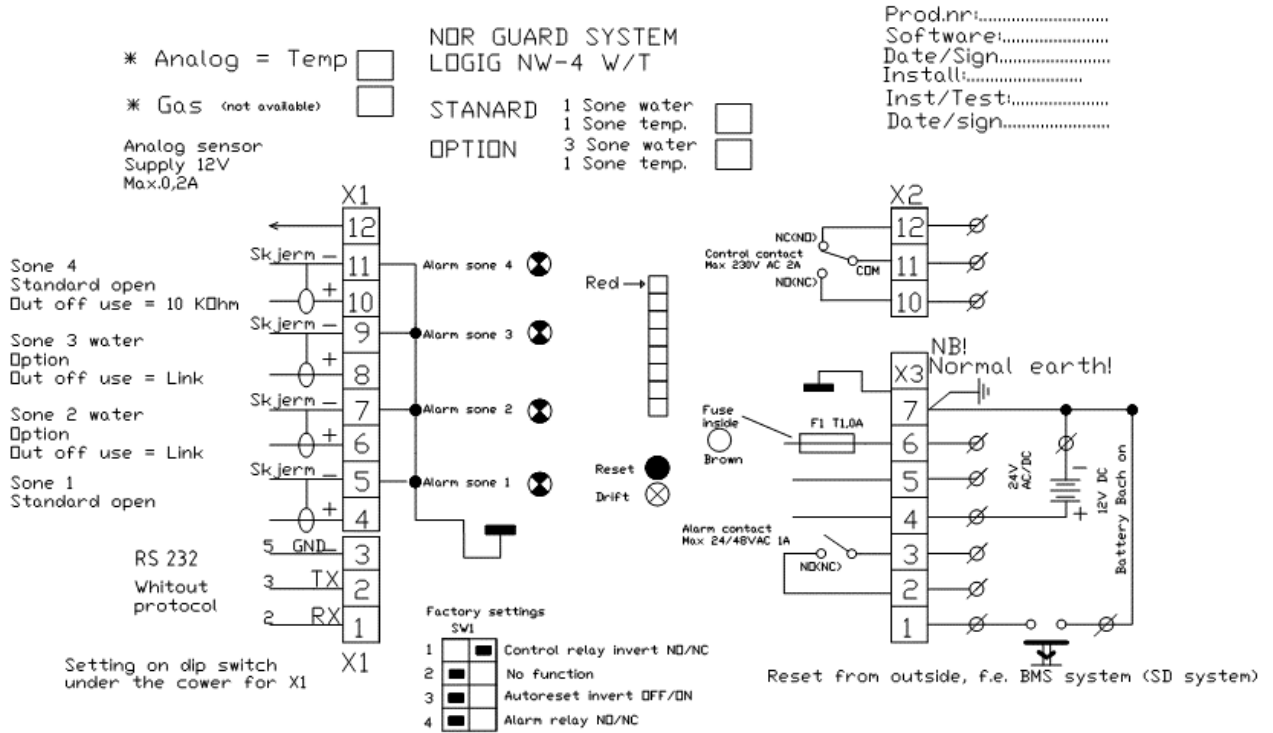 * Analog = Temp
* Gas (not available)
Analog sensor
Supply 12V
Max.0,2A
NOR GUARD SYSTEM
LOGIG NW-4 W/T
STANARD 1 Sone water
1 Sone temp.
OPTION 3 Sone water
1 Sone temp.
Prod.nr:..........................
Software:......................
Date/Sign......................
Install:.......................
Inst/Test:....................
Date/sign......................
X1
12
11
10
9
8
7
6
5
4
3
2
1
X1
Skjerm –
+
Skjerm –
+
Skjerm –
+
Skjerm –
+
5 GND –
3 TX
2 RX
Sone 4
Standard open
Out off use = 10 KOhm
Sone 3 water
Option
Out off use = Link
Sone 2 water
Option
Out off use = Link
Sone 1
Standard open
RS 232
Whitout
protocol
Setting on dip switch
under the cower for X1
Alarm sone 4
Alarm sone 3
Alarm sone 2
Alarm sone 1
Red
Reset
Drift
Factory settings
SW1
1 Control relay invert NO/NC
2 No function
3 Autoreset invert OFF/ON
4 Alarm relay NO/NC
X2
12
11
10
NC(NO)
Control contact
Max 230V AC 2A
COM
NO(NC)
NB!
Normal earth!
X3
7
6
5
4
3
2
1
Fuse
inside
Brown
F1 T1,0A
24V
AC/DC
–
+
12V DC
Battery Bach on
Alarm contact
Max 24/48VAC 1A
NO(NC)
Reset from outside, f.e. BMS system (SD system)